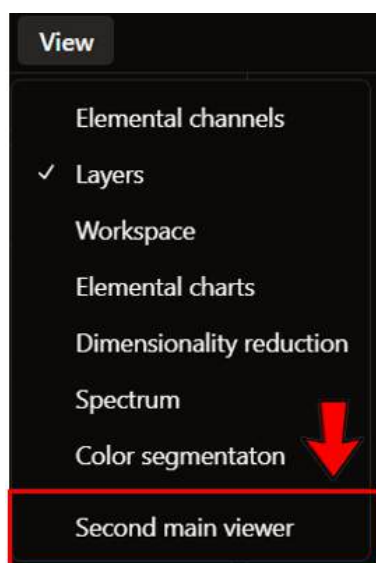 View
Elemental channels
✓ Layers
Workspace
Elemental charts
Dimensionality reduction
Spectrum
Color segmentaton
Second main viewer